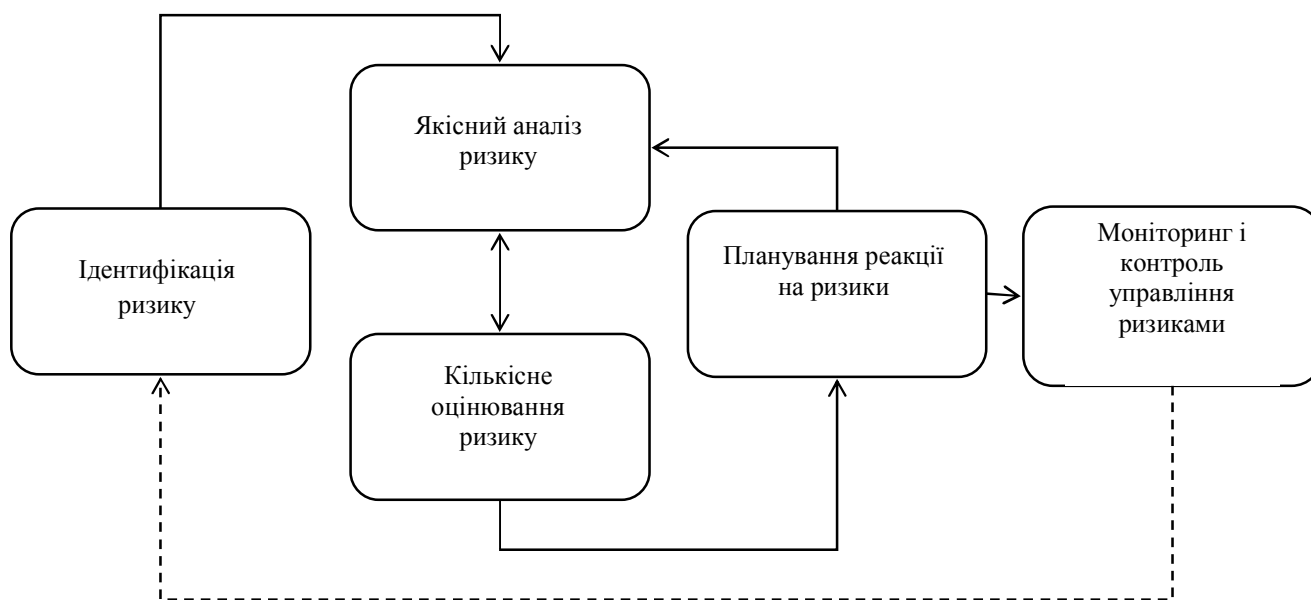 Якісний аналіз
ризику
Ідентифікація
ризику
Кількісне
оцінювання
ризику
Планування реакції
на ризики
Моніторинг і
контроль
управління
ризиками